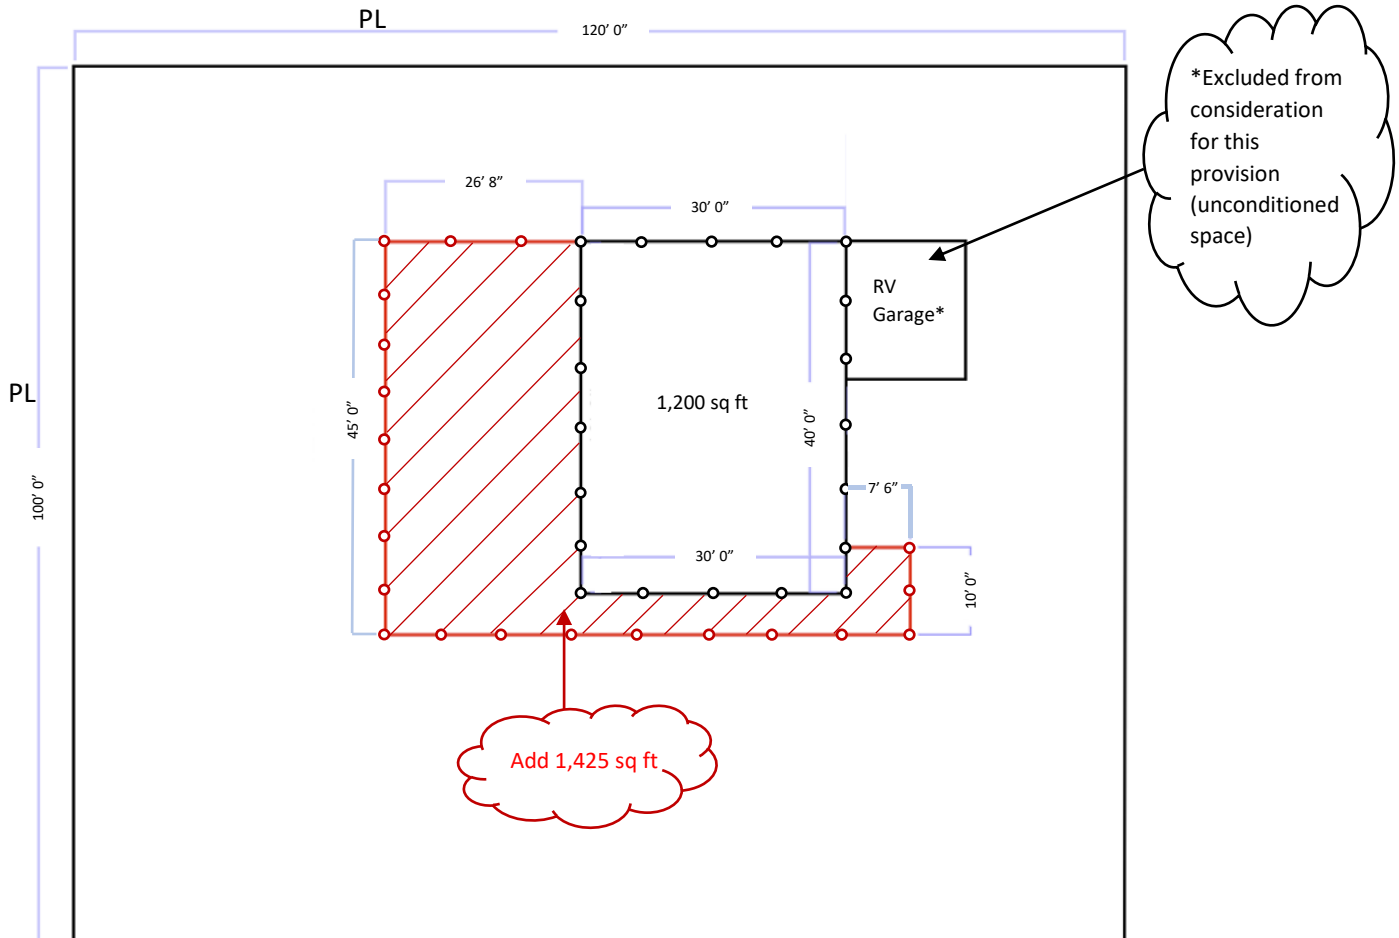 PL
120’ 0”
*Excluded from
consideration
for this
provision
(unconditioned
space)
26’ 8”
30’ 0”
RV
Garage*
PL
1,200 sq ft
45’ 0”
40’ 0”
100’ 0”
7’ 6”
30’ 0”
10’ 0”
Add 1,425 sq ft